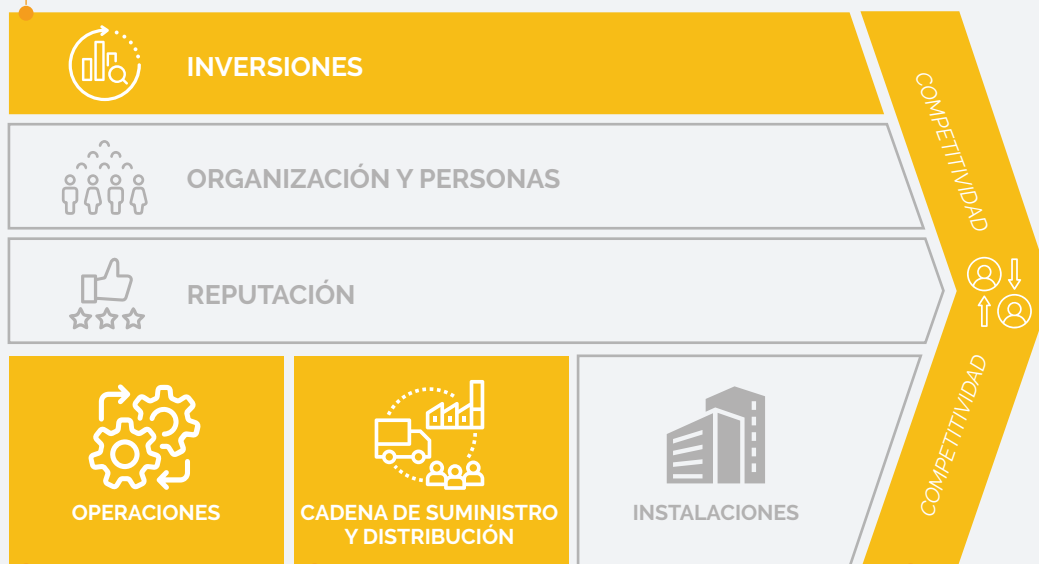 INVERSIONES
ORGANIZACIÓN Y PERSONAS
REPUTACIÓN
OPERACIONES
CADENA DE SUMINISTRO
Y DISTRIBUCIÓN
INSTALACIONES
COMPETITIVIDAD
COMPETITIVIDAD